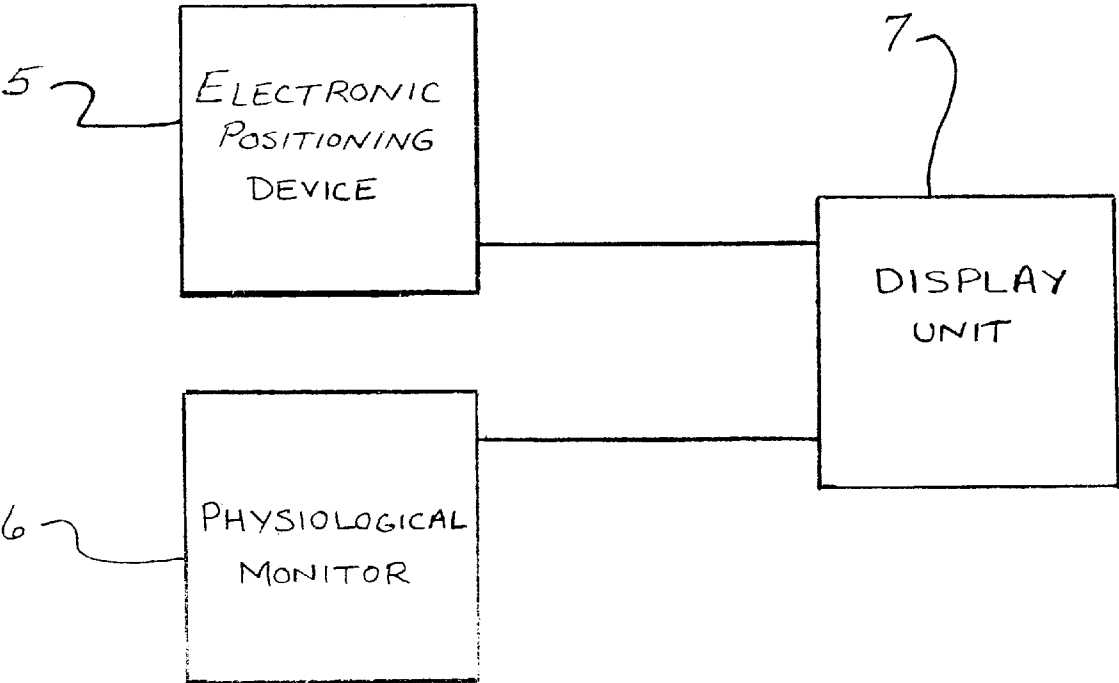 5
ELECTRONIC
POSITIONING
DEVICE
7
DISPLAY
UNIT
6
PHYSIOLOGICAL
MONITOR